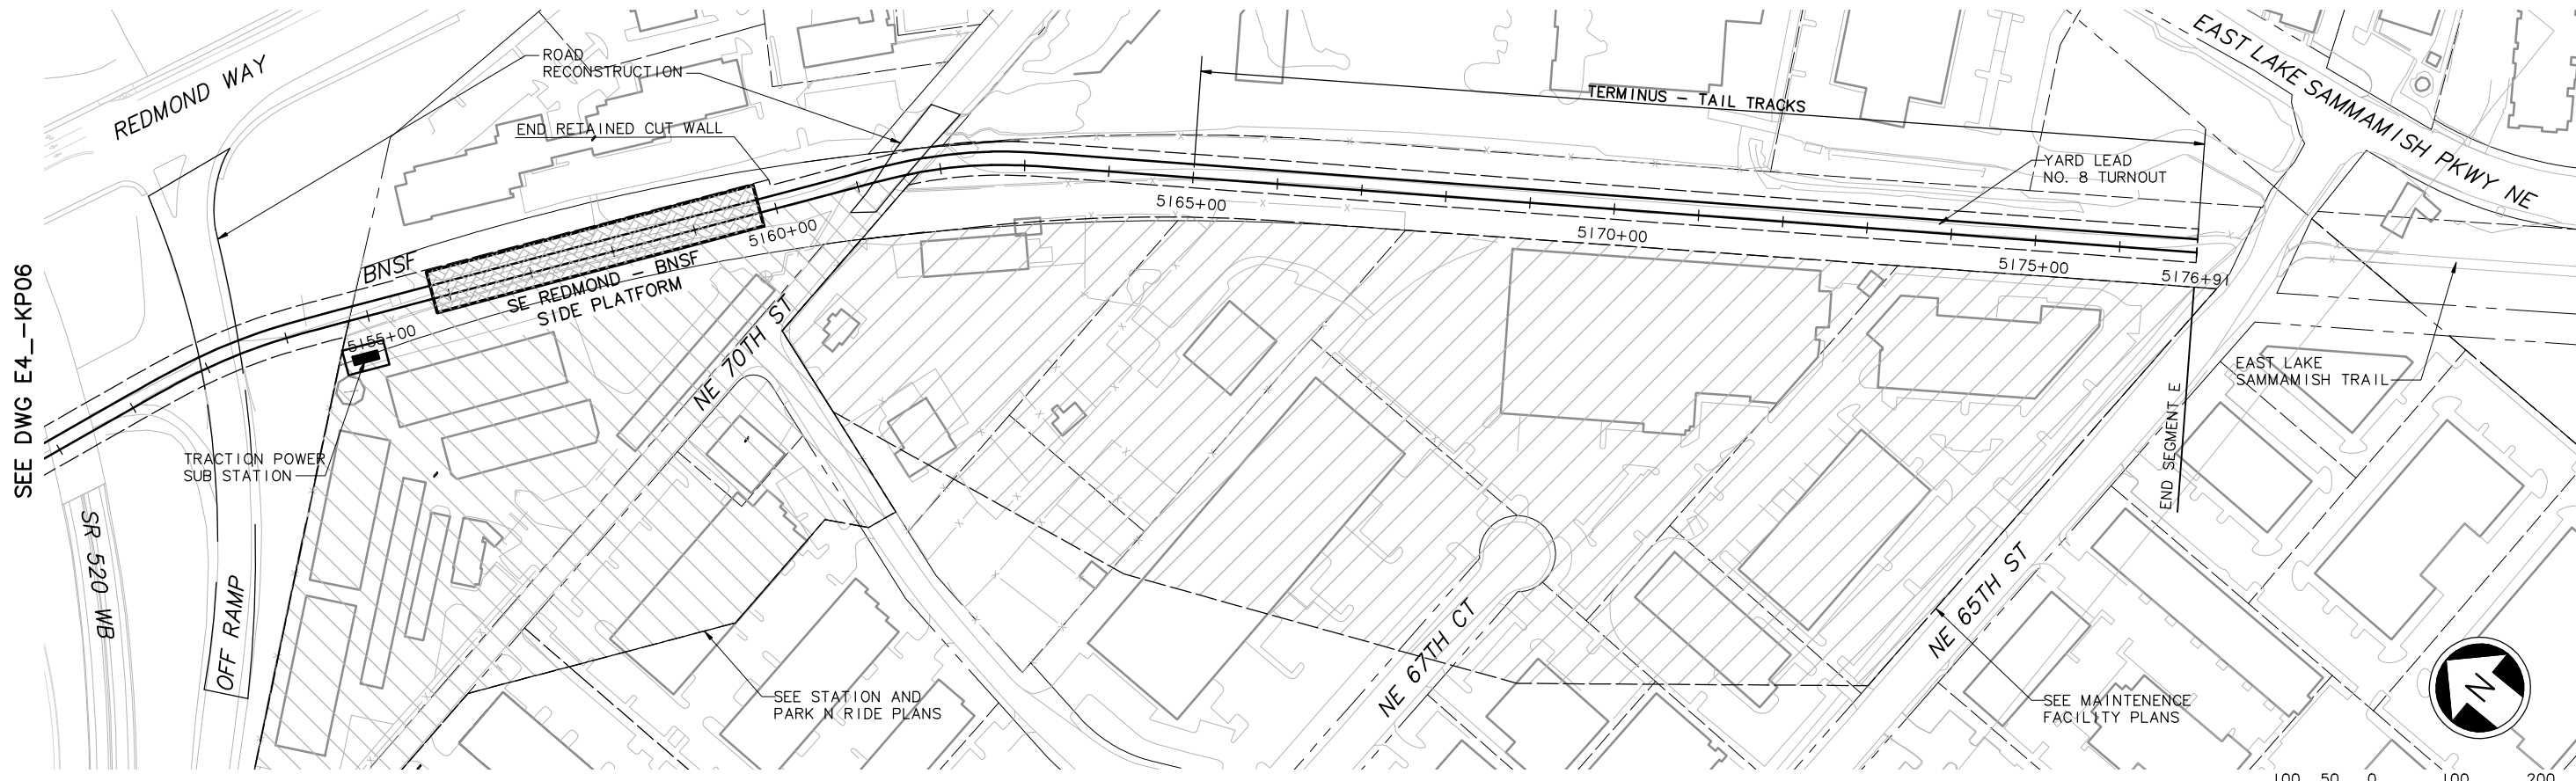 REDMOND WAY
ROAD
RECONSTRUCTION
END RETAINED CUT WALL
TERMINUS - TAIL TRACKS
EAST LAKE SAMMAMISH PKWY NE
YARD LEAD
NO. 8 TURNOUT
BNSF
SE REDMOND - BNSF
SIDE PLATFORM
5155+00
5160+00
5165+00
5170+00
5175+00
5176+91
SEE DWG E4_-KP06
NE 70TH ST
TRACTION POWER
SUB STATION
SR 520 WB
OFF RAMP
EAST LAKE
SAMMAMISH TRAIL
END SEGMENT E
NE 67TH CT
NE 65TH ST
SEE STATION AND
PARK N RIDE PLANS
SEE MAINTENENCE
FACILITY PLANS
N
100 50 0 100 200